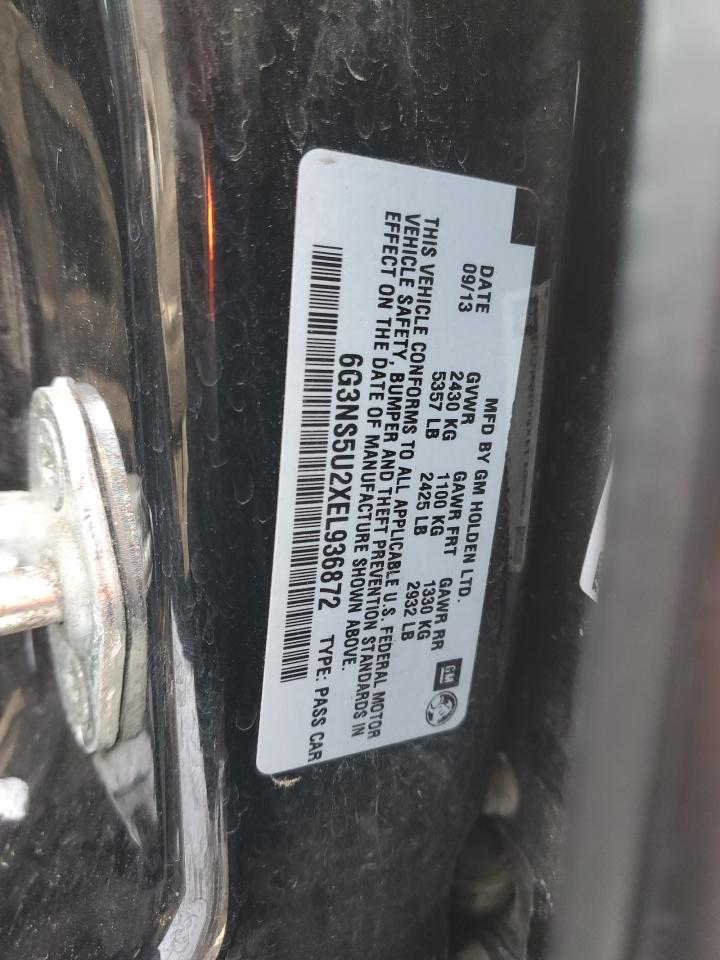 MFD BY GM HOLDEN LTD.
DATE GVWR GAWR FRT GAWR RR
09/13 2430 KG 1100 KG 1330 KG
5357 LB 2425 LB 2932 LB
GM
THIS VEHICLE CONFORMS TO ALL APPLICABLE U.S. FEDERAL MOTOR
VEHICLE SAFETY, BUMPER AND THEFT PREVENTION STANDARDS IN
EFFECT ON THE DATE OF MANUFACTURE SHOWN ABOVE.
6G3NS5U2XEL936872 TYPE: PASS CAR